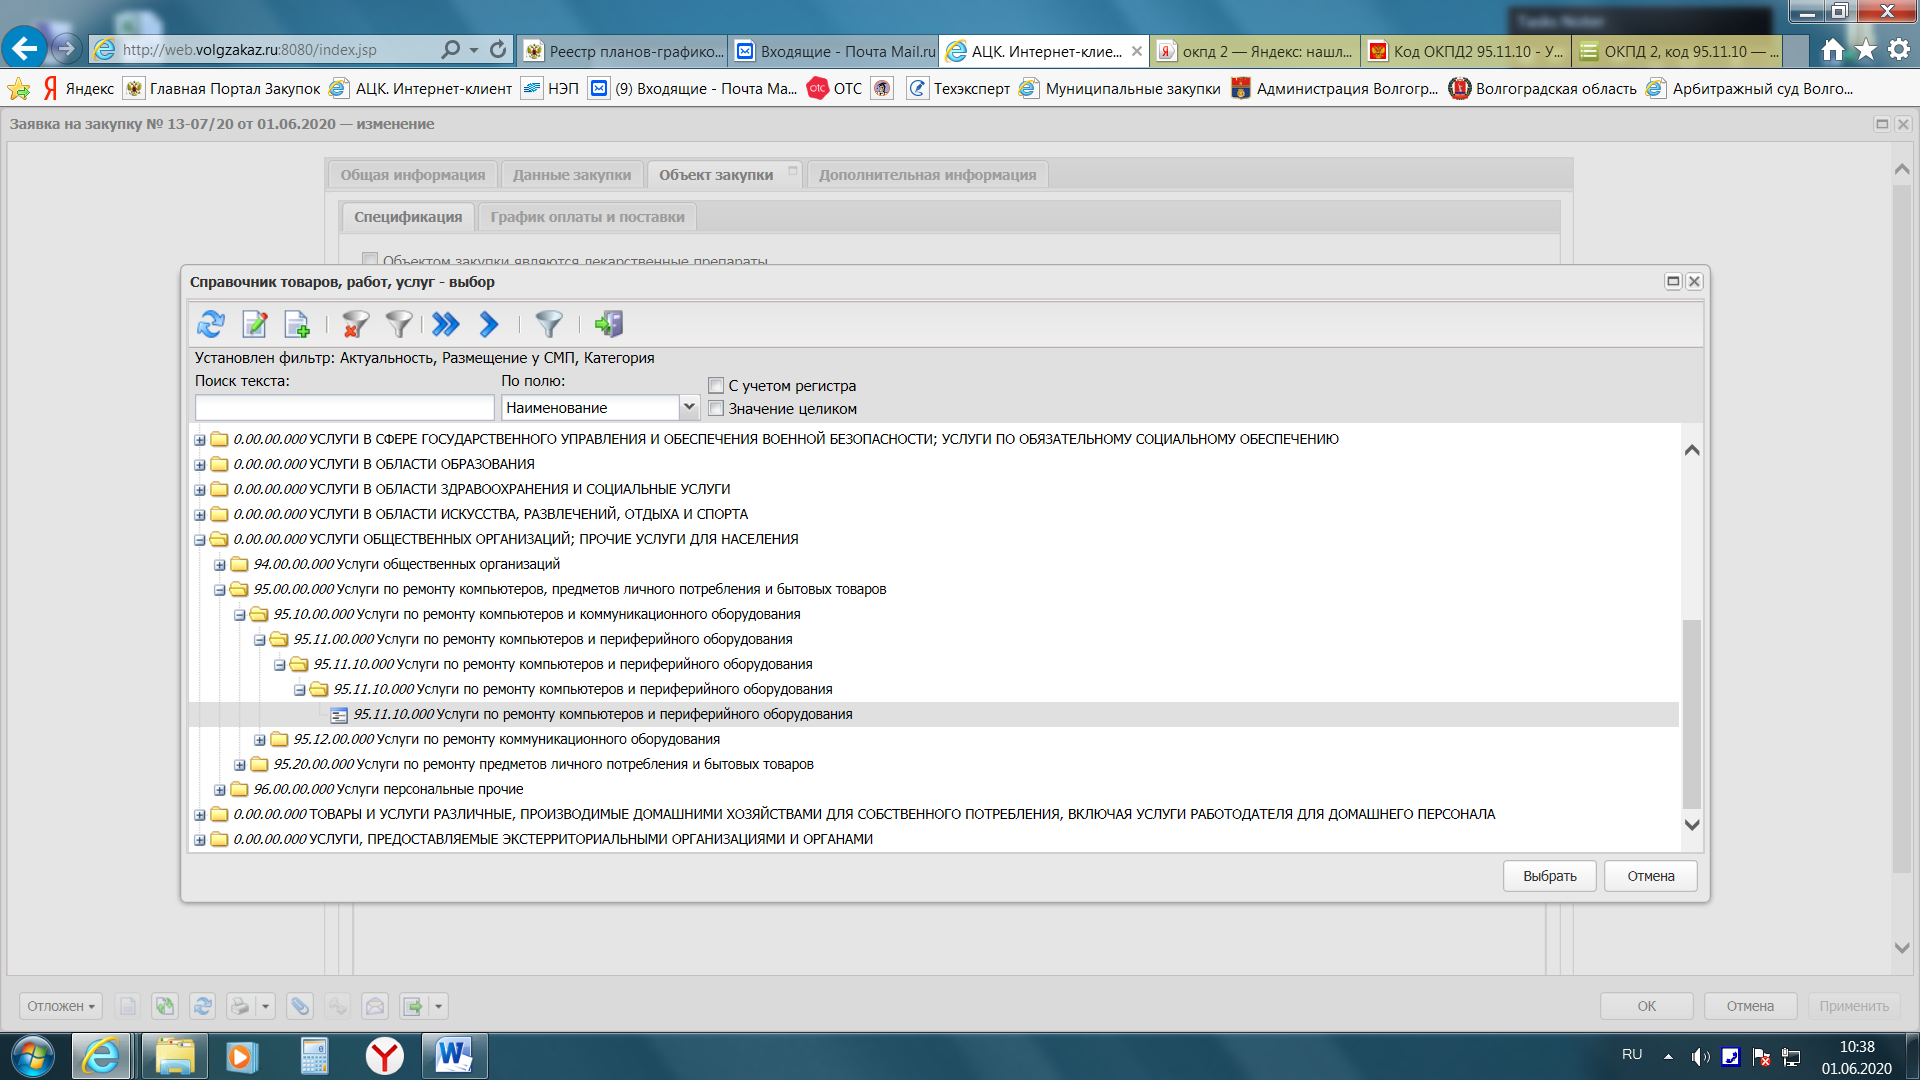 Tasks Noter
http://web.volgzakaz.ru:8080/index.jsp
Реестр планов-графико...
Входящие - Почта Mail.ru
АЦК. Интернет-клие...
окпд 2 — Яндекс: нашл...
Код ОКПД2 95.11.10 - У...
ОКПД 2, код 95.11.10 — ...
Яндекс
Главная Портал Закупок
АЦК. Интернет-клиент
НЭП
(9) Входящие - Почта Ma...
ОТС
Техэксперт
Муниципальные закупки
Администрация Волгогр...
Волгоградская область
Арбитражный суд Волго...
Заявка на закупку № 13-07/20 от 01.06.2020 — изменение
Общая информация
Данные закупки
Объект закупки
Дополнительная информация
Спецификация
График оплаты и поставки
Объектом закупки являются лекарственные препараты
Справочник товаров, работ, услуг - выбор
Установлен фильтр: Актуальность, Размещение у СМП, Категория
Поиск текста:
По полю:
С учетом регистра
Наименование
Значение целиком
0.00.00.000 УСЛУГИ В СФЕРЕ ГОСУДАРСТВЕННОГО УПРАВЛЕНИЯ И ОБЕСПЕЧЕНИЯ ВОЕННОЙ БЕЗОПАСНОСТИ; УСЛУГИ ПО ОБЯЗАТЕЛЬНОМУ СОЦИАЛЬНОМУ ОБЕСПЕЧЕНИЮ
0.00.00.000 УСЛУГИ В ОБЛАСТИ ОБРАЗОВАНИЯ
0.00.00.000 УСЛУГИ В ОБЛАСТИ ЗДРАВООХРАНЕНИЯ И СОЦИАЛЬНЫЕ УСЛУГИ
0.00.00.000 УСЛУГИ В ОБЛАСТИ ИСКУССТВА, РАЗВЛЕЧЕНИЙ, ОТДЫХА И СПОРТА
0.00.00.000 УСЛУГИ ОБЩЕСТВЕННЫХ ОРГАНИЗАЦИЙ; ПРОЧИЕ УСЛУГИ ДЛЯ НАСЕЛЕНИЯ
94.00.00.000 Услуги общественных организаций
95.00.00.000 Услуги по ремонту компьютеров, предметов личного потребления и бытовых товаров
95.10.00.000 Услуги по ремонту компьютеров и коммуникационного оборудования
95.11.00.000 Услуги по ремонту компьютеров и периферийного оборудования
95.11.10.000 Услуги по ремонту компьютеров и периферийного оборудования
95.11.10.000 Услуги по ремонту компьютеров и периферийного оборудования
95.11.10.000 Услуги по ремонту компьютеров и периферийного оборудования
95.12.00.000 Услуги по ремонту коммуникационного оборудования
95.20.00.000 Услуги по ремонту предметов личного потребления и бытовых товаров
96.00.00.000 Услуги персональные прочие
0.00.00.000 ТОВАРЫ И УСЛУГИ РАЗЛИЧНЫЕ, ПРОИЗВОДИМЫЕ ДОМАШНИМИ ХОЗЯЙСТВАМИ ДЛЯ СОБСТВЕННОГО ПОТРЕБЛЕНИЯ, ВКЛЮЧАЯ УСЛУГИ РАБОТОДАТЕЛЯ ДЛЯ ДОМАШНЕГО ПЕРСОНАЛА
0.00.00.000 УСЛУГИ, ПРЕДОСТАВЛЯЕМЫЕ ЭКСТЕРРИТОРИАЛЬНЫМИ ОРГАНИЗАЦИЯМИ И ОРГАНАМИ
Выбрать
Отмена
Отложен
OK
Отмена
Применить
RU
10:38
01.06.2020